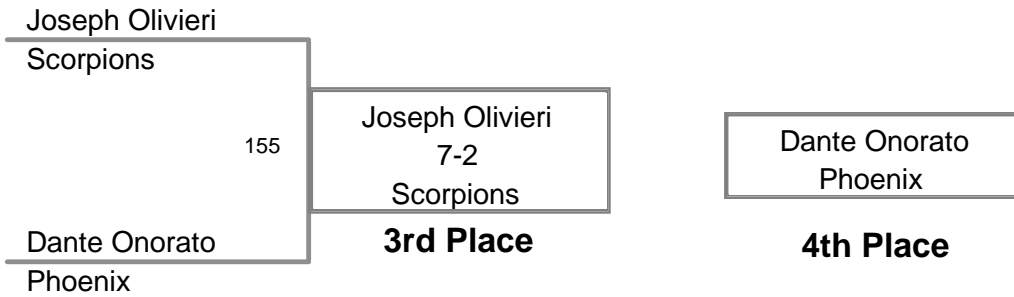 Joseph Olivieri
Scorpions
155
Dante Onorato
Phoenix
Joseph Olivieri
7-2
Scorpions
3rd Place
Dante Onorato
Phoenix
4th Place